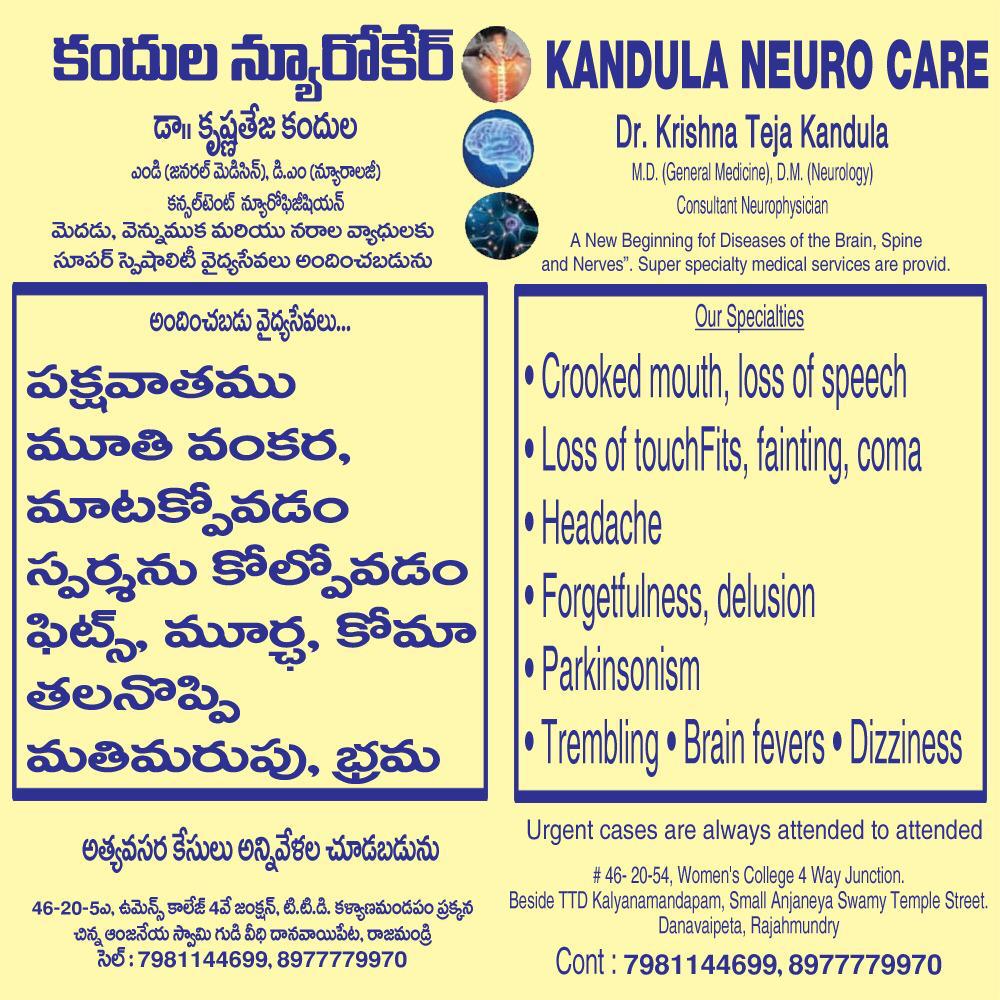 కందుల న్యూరోకేర్
డా॥ కృష్ణతేజ కందుల
ఎండి (జనరల్ మెడిసిన్), డి.ఎం (న్యూరాలజీ)
కన్సల్‌టెంట్ న్యూరోఫిజీషియన్
మెదడు, వెన్నుముక మరియు నరాల వ్యాధులకు
సూపర్ స్పెషాలిటీ వైద్యసేవలు అందించబడును
అందించబడు వైద్యసేవలు...
పక్షవాతము
మూతి వంకర,
మాటక్పోవడం
స్పర్శను కోల్పోవడం
ఫిట్స్, మూర్ఛ, కోమా
తలనొప్పి
మతిమరుపు, భ్రమ
అత్యవసర కేసులు అన్నివేళల చూడబడును
46-20-5ఎ, ఉమెన్స్ కాలేజ్ 4వే జంక్షన్, టి.టి.డి. కళ్యాణమండపం ప్రక్కన
చిన్న ఆంజనేయ స్వామి గుడి వీధి దానవాయిపేట, రాజమండ్రి
సెల్ : 7981144699, 8977779970
KANDULA NEURO CARE
Dr. Krishna Teja Kandula
M.D. (General Medicine), D.M. (Neurology)
Consultant Neurophysician
A New Beginning fof Diseases of the Brain, Spine
and Nerves”. Super specialty medical services are provid.
Our Specialties
• Crooked mouth, loss of speech
• Loss of touchFits, fainting, coma
• Headache
• Forgetfulness, delusion
• Parkinsonism
• Trembling • Brain fevers • Dizziness
Urgent cases are always attended to attended
# 46- 20-54, Women's College 4 Way Junction.
Beside TTD Kalyanamandapam, Small Anjaneya Swamy Temple Street.
Danavaipeta, Rajahmundry
Cont : 7981144699, 8977779970